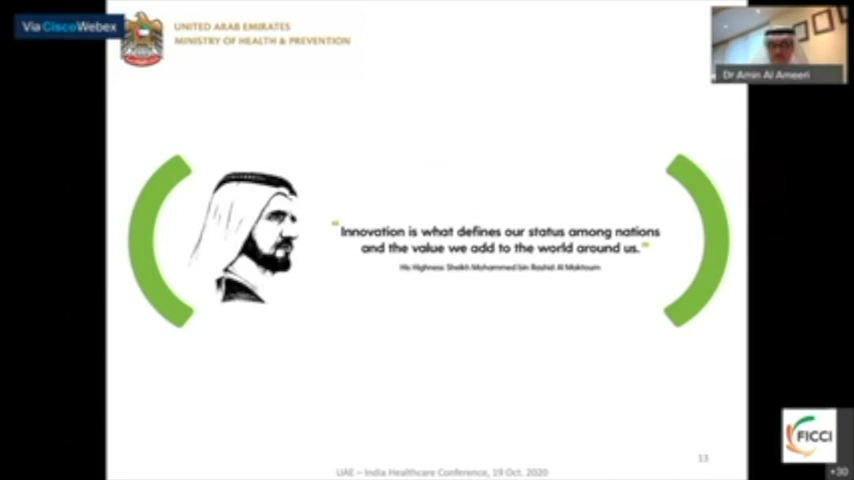 Via CiscoWebex
UNITED ARAB EMIRATES
MINISTRY OF HEALTH & PREVENTION
Dr Amin Al Ameeri
"Innovation is what defines our status among nations
and the value we add to the world around us."
His Highness Sheikh Mohammed bin Rashid Al Maktoum
FICCI
13
UAE – India Healthcare Conference, 19 Oct. 2020
+30